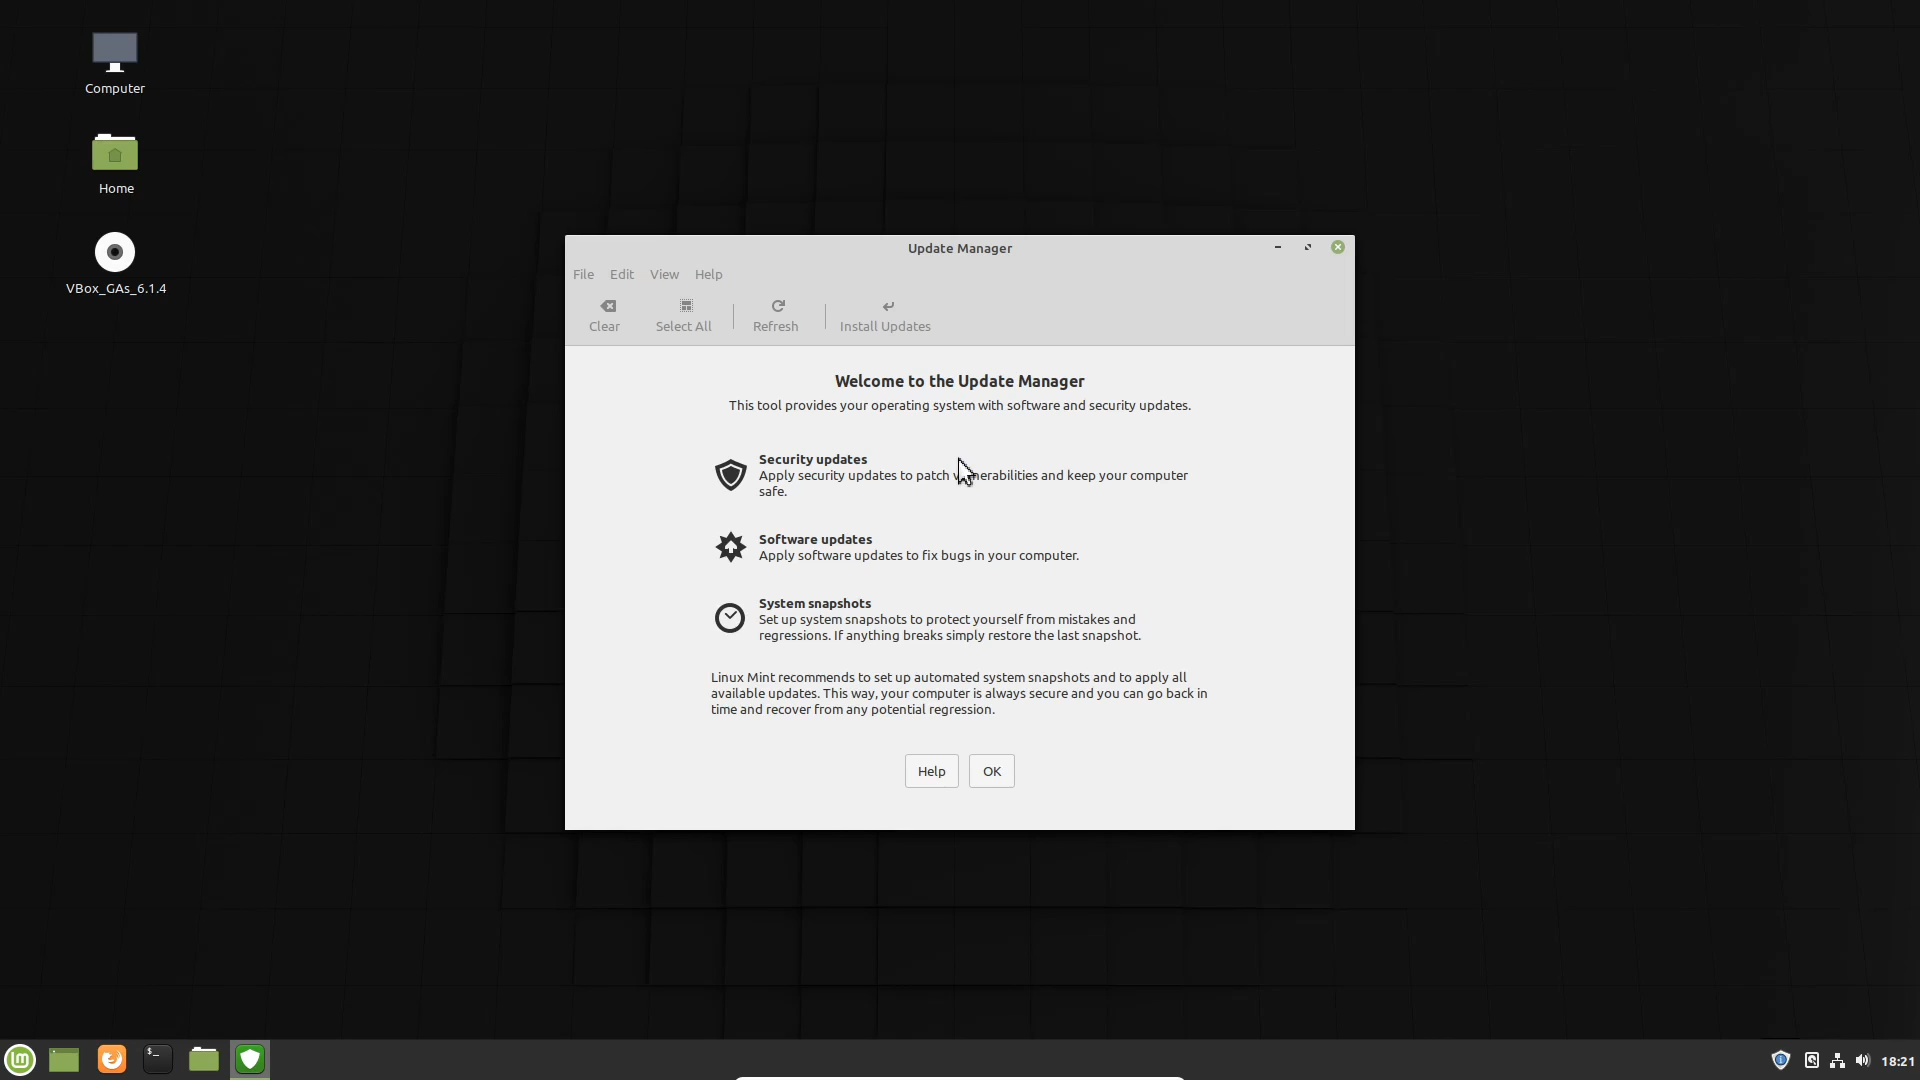 Computer
Home
VBox_GAs_6.1.4
Update Manager
File Edit View Help
Clear Select All Refresh Install Updates
Welcome to the Update Manager
This tool provides your operating system with software and security updates.
Security updates
Apply security updates to patch vulnerabilities and keep your computer
safe.
Software updates
Apply software updates to fix bugs in your computer.
System snapshots
Set up system snapshots to protect yourself from mistakes and
regressions. If anything breaks simply restore the last snapshot.
Linux Mint recommends to set up automated system snapshots and to apply all
available updates. This way, your computer is always secure and you can go back in
time and recover from any potential regression.
Help OK
$_
18:21